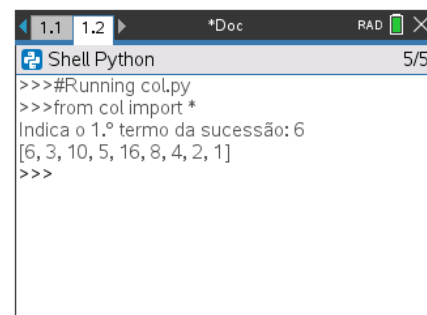 1.1 1.2 *Doc RAD
Shell Python 5/5
>>>#Running col.py
>>>from col import *
Indica o 1.º termo da sucessão: 6
[6, 3, 10, 5, 16, 8, 4, 2, 1]
>>>